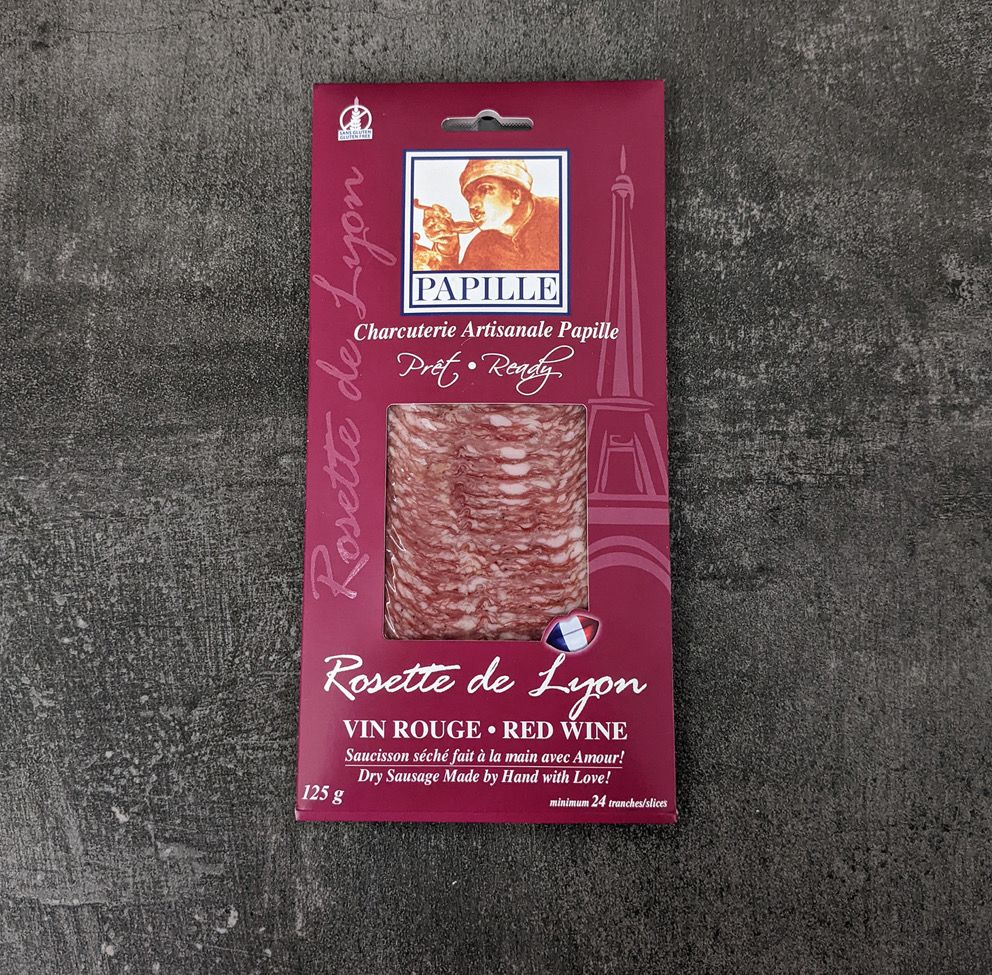 SANS GLUTEN
GLUTEN FREE
PAPILLE
Charcuterie Artisanale Papille
Prêt • Ready
Rosette de Lyon
Rosette de Lyon
VIN ROUGE • RED WINE
Saucisson séché fait à la main avec Amour!
Dry Sausage Made by Hand with Love!
125 g
minimum 24 tranches/slices